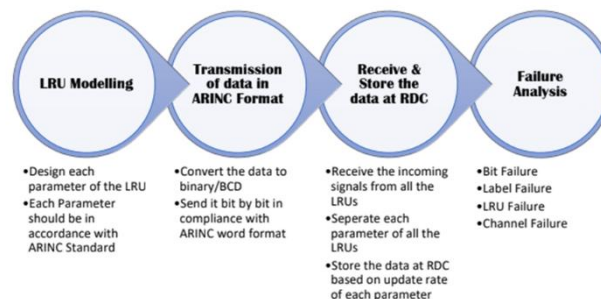 LRU Modelling
•Design each
parameter of the LRU
•Each Parameter
should be in
accordance with
ARINC Standard
Transmission
of data in
ARINC Format
•Convert the data to
binary/BCD
•Send it bit by bit in
compliance with
ARINC word format
Receive &
Store the
data at RDC
•Receive the incoming
signals from all the
LRUs
•Seperate each
parameter of all the
LRUs
•Store the data at RDC
based on update rate
of each parameter
Failure
Analysis
•Bit Failure
•Label Failure
•LRU Failure
•Channel Failure